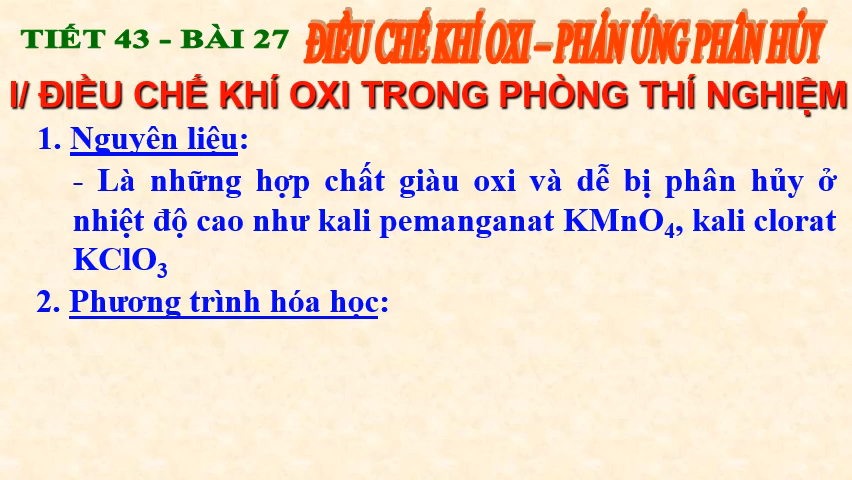 TIẾT 43 - BÀI 27 ĐIỀU CHẾ KHÍ OXI – PHẢN ỨNG PHÂN HỦY
I/ ĐIỀU CHẾ KHÍ OXI TRONG PHÒNG THÍ NGHIỆM
1. Nguyên liệu:
- Là những hợp chất giàu oxi và dễ bị phân hủy ở
nhiệt độ cao như kali pemanganat KMnO₄, kali clorat
KClO₃
2. Phương trình hóa học: